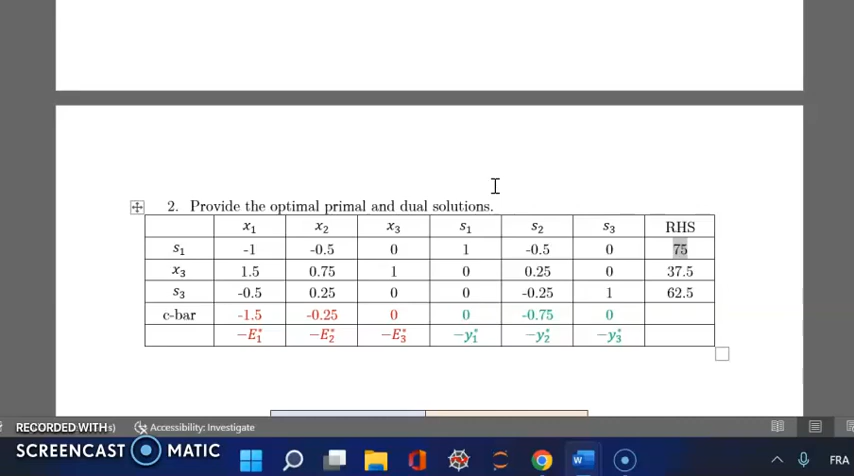 2. Provide the optimal primal and dual solutions.
x₁ x₂ x₃ s₁ s₂ s₃ RHS
s₁ -1 -0.5 0 1 -0.5 0 75
x₃ 1.5 0.75 1 0 0.25 0 37.5
s₃ -0.5 0.25 0 0 -0.25 1 62.5
c-bar -1.5 -0.25 0 0 -0.75 0
−E₁* −E₂* −E₃* −y₁* −y₂* −y₃*
RECORDED WITH s) Accessibility: Investigate
SCREENCAST MATIC
FRA